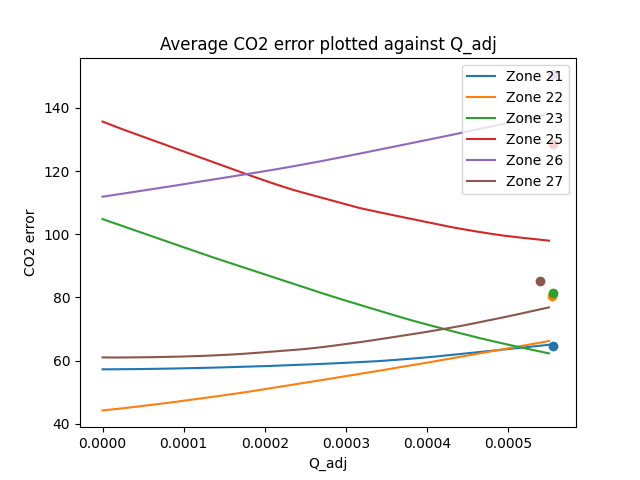 Average CO2 error plotted against Q_adj
CO2 error
140
120
100
80
60
40
0.0000
0.0001
0.0002
0.0003
0.0004
0.0005
Q_adj
Zone 21
Zone 22
Zone 23
Zone 25
Zone 26
Zone 27